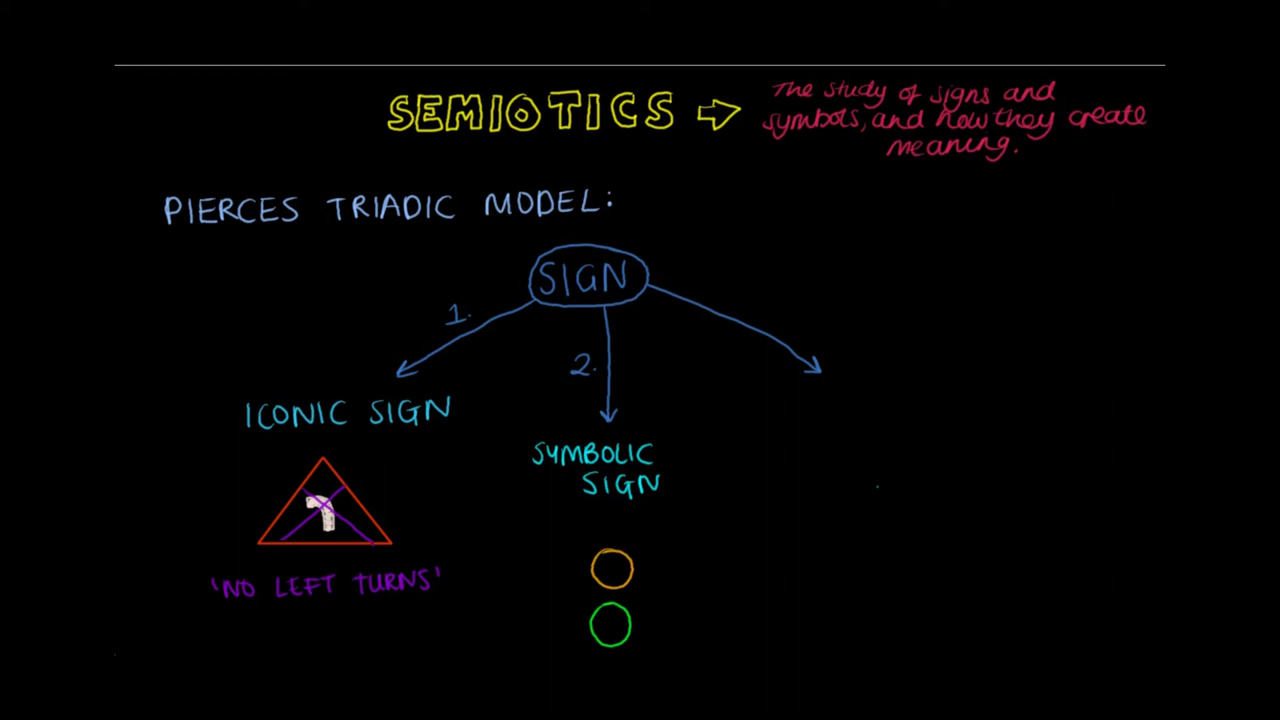 SEMIOTICS
The study of signs and
symbols, and how they create
meaning.
PIERCES TRIADIC MODEL:
SIGN
1.
2.
ICONIC SIGN
SYMBOLIC
SIGN
'NO LEFT TURNS'